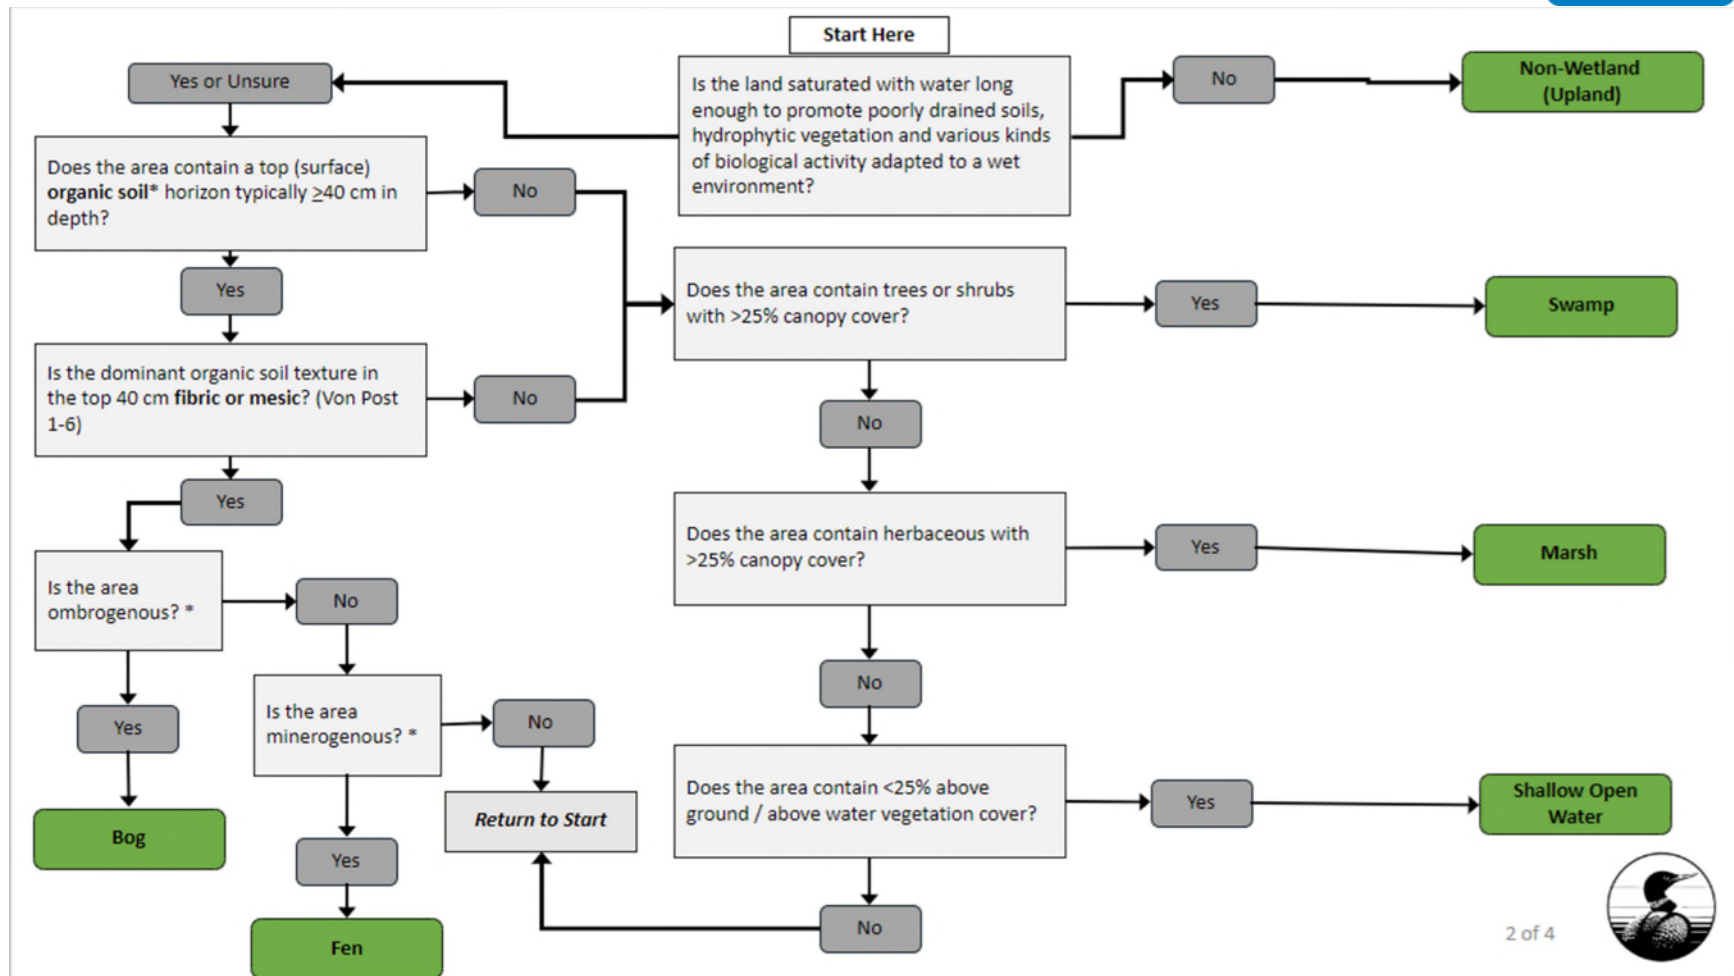 Start Here
Is the land saturated with water long
enough to promote poorly drained soils,
hydrophytic vegetation and various kinds
of biological activity adapted to a wet
environment?
No
Non-Wetland
(Upland)
Yes or Unsure
Does the area contain a top (surface)
organic soil* horizon typically ≥40 cm in
depth?
No
Yes
Is the dominant organic soil texture in
the top 40 cm fibric or mesic? (Von Post
1-6)
No
Yes
Is the area
ombrogenous? *
No
Yes
Bog
Is the area
minerogenous? *
No
Return to Start
Yes
Fen
Does the area contain trees or shrubs
with >25% canopy cover?
Yes
Swamp
No
Does the area contain herbaceous with
>25% canopy cover?
Yes
Marsh
No
Does the area contain <25% above
ground / above water vegetation cover?
Yes
Shallow Open
Water
No
2 of 4